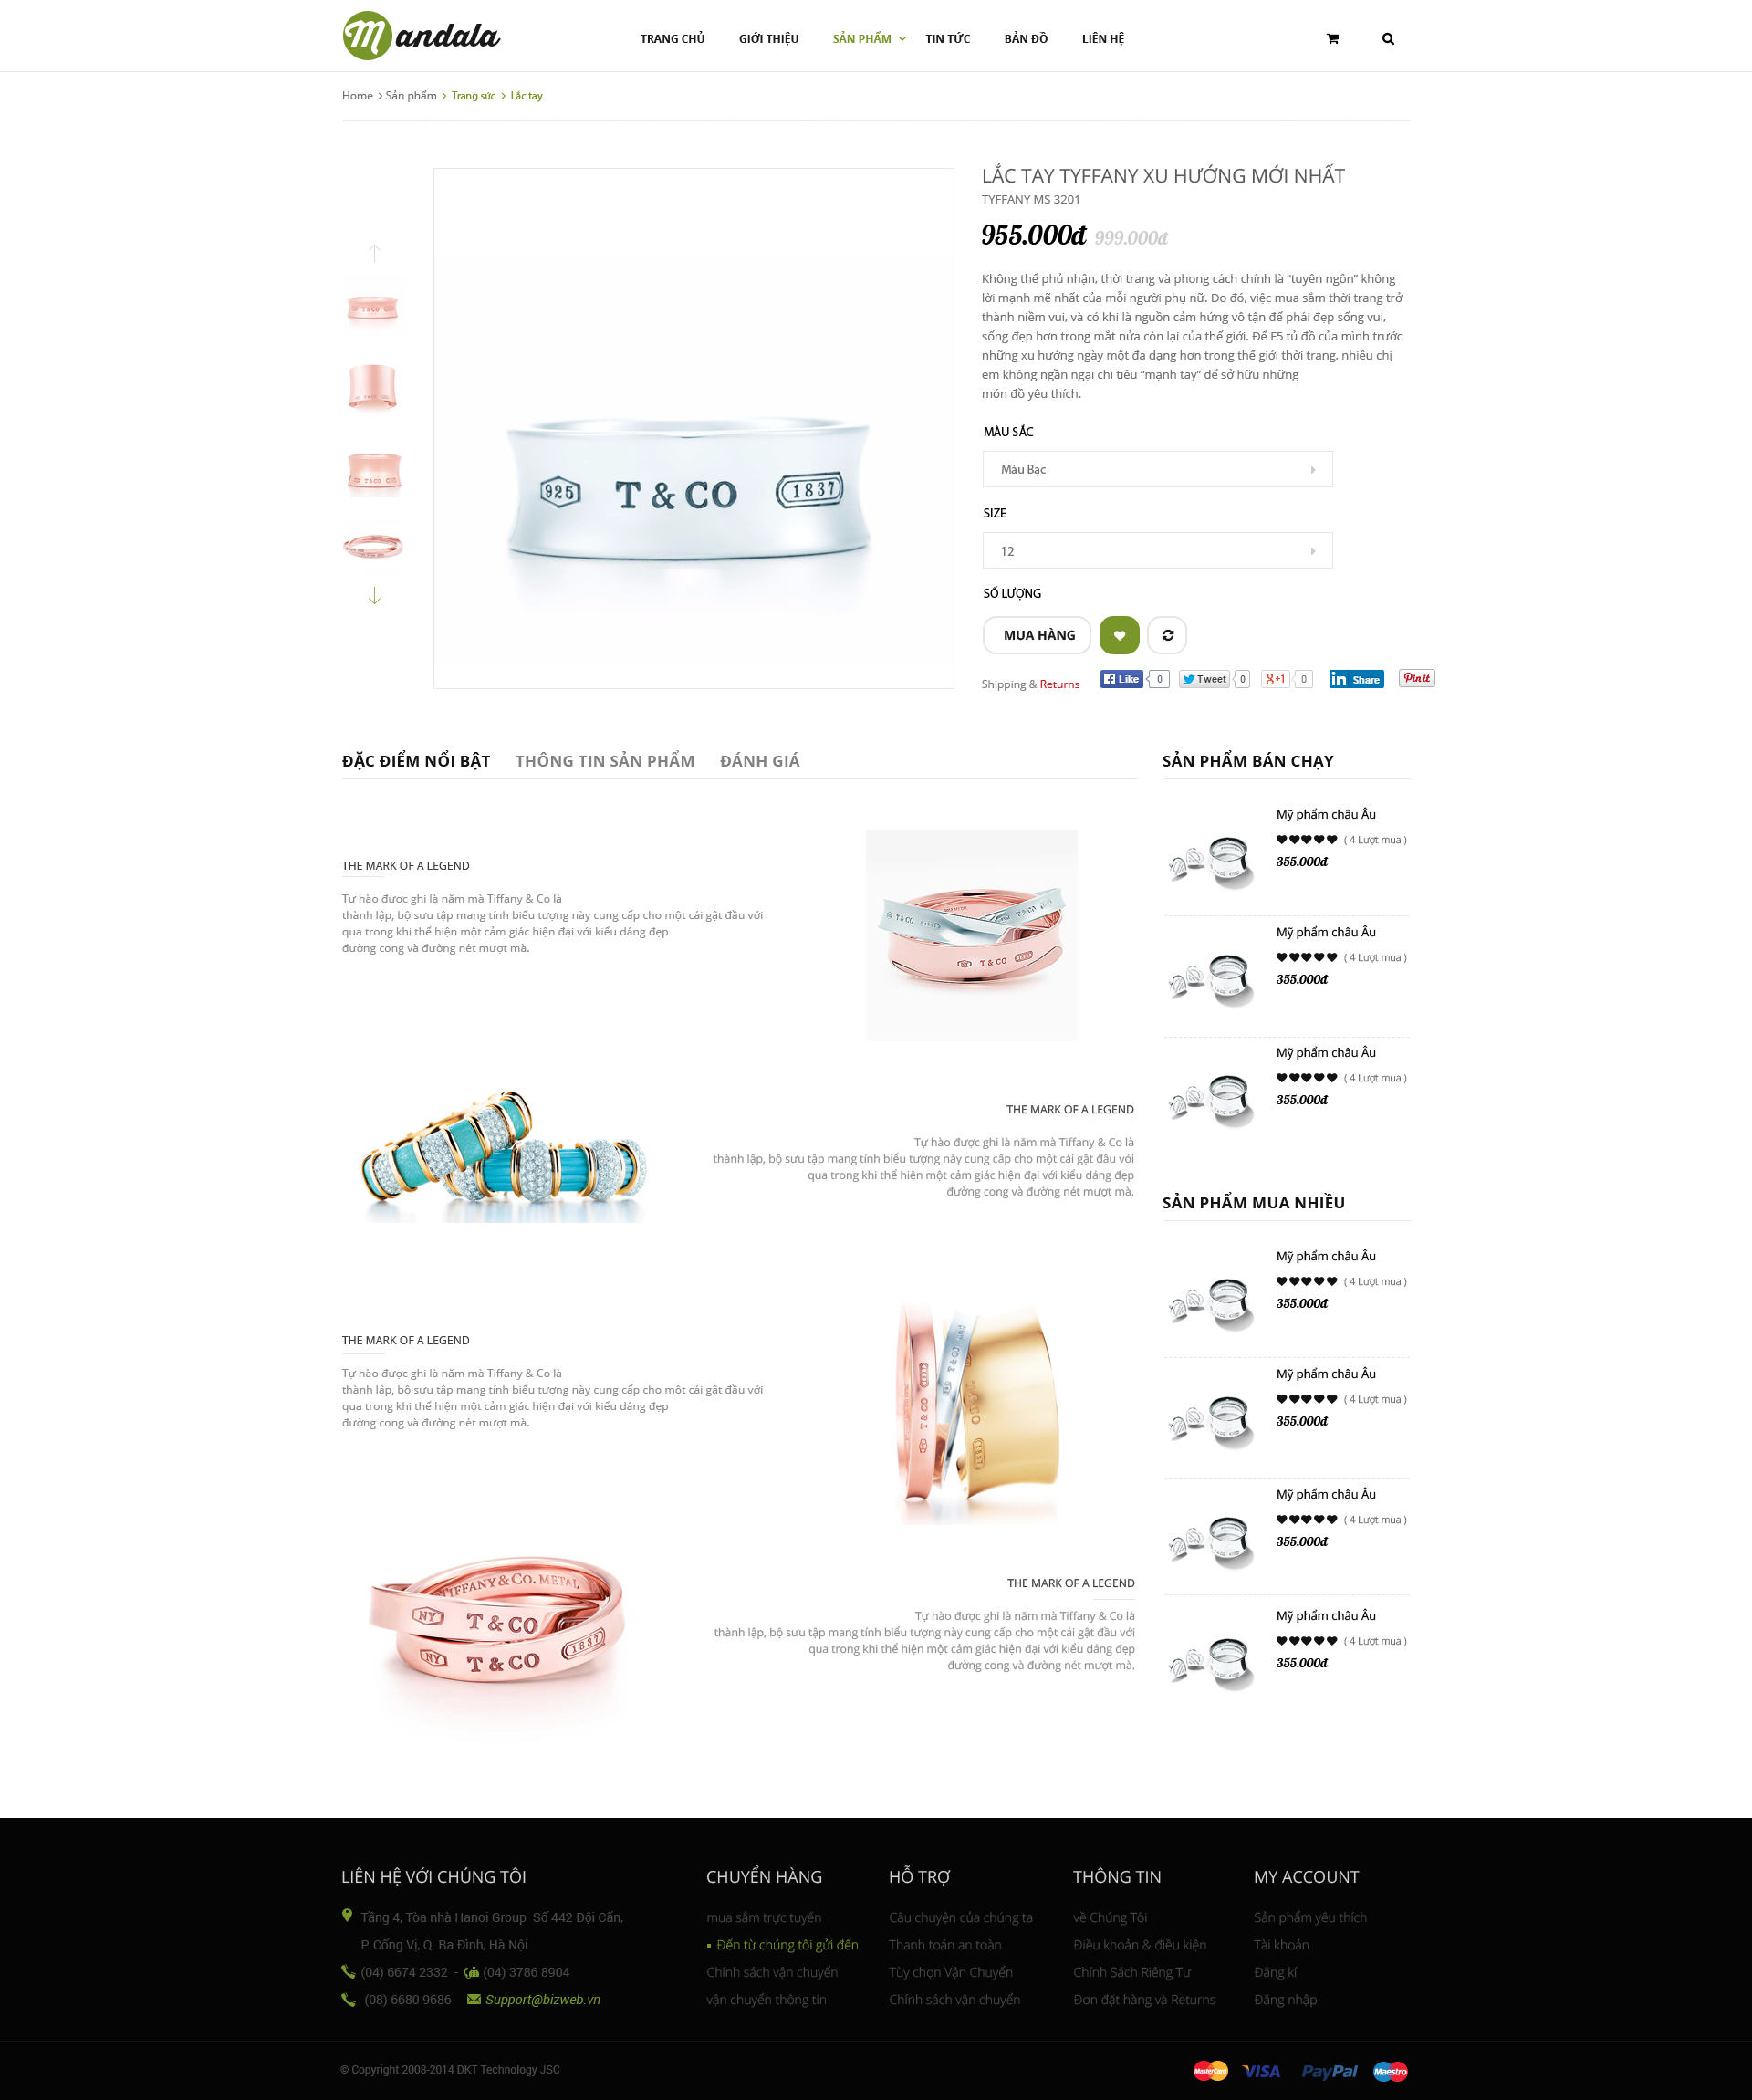 Mandala
TRANG CHỦ
GIỚI THIỆU
SẢN PHẨM
TIN TỨC
BẢN ĐỒ
LIÊN HỆ
Home > Sản phẩm > Trang sức > Lắc tay
LẮC TAY TYFFANY XU HƯỚNG MỚI NHẤT
TYFFANY MS 3201
955.000đ 999.000đ
Không thể phủ nhận, thời trang và phong cách chính là “tuyên ngôn” không
lời mạnh mẽ nhất của mỗi người phụ nữ. Do đó, việc mua sắm thời trang trở
thành niềm vui, và có khi là nguồn cảm hứng vô tận để phái đẹp sống vui,
sống đẹp hơn trong mắt nửa còn lại của thế giới. Để F5 tủ đồ của mình trước
những xu hướng ngày một đa dạng hơn trong thế giới thời trang, nhiều chị
em không ngần ngại chi tiêu “mạnh tay” để sở hữu những
món đồ yêu thích.
T & CO
T & CO
925 T & CO 1837
MÀU SẮC
Màu Bạc
SIZE
12
SỐ LƯỢNG
MUA HÀNG
Shipping & Returns
Like 0
Tweet 0
g+1 0
in Share
Pin it
ĐẶC ĐIỂM NỔI BẬT
THÔNG TIN SẢN PHẨM
ĐÁNH GIÁ
THE MARK OF A LEGEND
Tự hào được ghi là năm mà Tiffany & Co là
thành lập, bộ sưu tập mang tính biểu tượng này cung cấp cho một cái gật đầu với
qua trong khi thể hiện một cảm giác hiện đại với kiểu dáng đẹp
đường cong và đường nét mượt mà.
T & CO
T & CO
NY T & CO
THE MARK OF A LEGEND
Tự hào được ghi là năm mà Tiffany & Co là
thành lập, bộ sưu tập mang tính biểu tượng này cung cấp cho một cái gật đầu với
qua trong khi thể hiện một cảm giác hiện đại với kiểu dáng đẹp
đường cong và đường nét mượt mà.
THE MARK OF A LEGEND
Tự hào được ghi là năm mà Tiffany & Co là
thành lập, bộ sưu tập mang tính biểu tượng này cung cấp cho một cái gật đầu với
qua trong khi thể hiện một cảm giác hiện đại với kiểu dáng đẹp
đường cong và đường nét mượt mà.
T & CO
T & CO
T & CO
TIFFANY & CO. METAL
NY T & CO
NY T & CO 1837
THE MARK OF A LEGEND
Tự hào được ghi là năm mà Tiffany & Co là
thành lập, bộ sưu tập mang tính biểu tượng này cung cấp cho một cái gật đầu với
qua trong khi thể hiện một cảm giác hiện đại với kiểu dáng đẹp
đường cong và đường nét mượt mà.
SẢN PHẨM BÁN CHẠY
Mỹ phẩm châu Âu
( 4 Lượt mua )
355.000đ
Mỹ phẩm châu Âu
( 4 Lượt mua )
355.000đ
Mỹ phẩm châu Âu
( 4 Lượt mua )
355.000đ
SẢN PHẨM MUA NHIỀU
Mỹ phẩm châu Âu
( 4 Lượt mua )
355.000đ
Mỹ phẩm châu Âu
( 4 Lượt mua )
355.000đ
Mỹ phẩm châu Âu
( 4 Lượt mua )
355.000đ
Mỹ phẩm châu Âu
( 4 Lượt mua )
355.000đ
LIÊN HỆ VỚI CHÚNG TÔI
Tầng 4, Tòa nhà Hanoi Group Số 442 Đội Cấn,
P. Cống Vị, Q. Ba Đình, Hà Nội
(04) 6674 2332 - (04) 3786 8904
(08) 6680 9686 Support@bizweb.vn
CHUYỂN HÀNG
mua sắm trực tuyến
Đến từ chúng tôi gửi đến
Chính sách vận chuyển
vận chuyển thông tin
HỖ TRỢ
Câu chuyện của chúng ta
Thanh toán an toàn
Tùy chọn Vận Chuyển
Chính sách vận chuyển
THÔNG TIN
về Chúng Tôi
Điều khoản & điều kiện
Chính Sách Riêng Tư
Đơn đặt hàng và Returns
MY ACCOUNT
Sản phẩm yêu thích
Tài khoản
Đăng kí
Đăng nhập
© Copyright 2008-2014 DKT Technology JSC
MasterCard
VISA
PayPal
Maestro